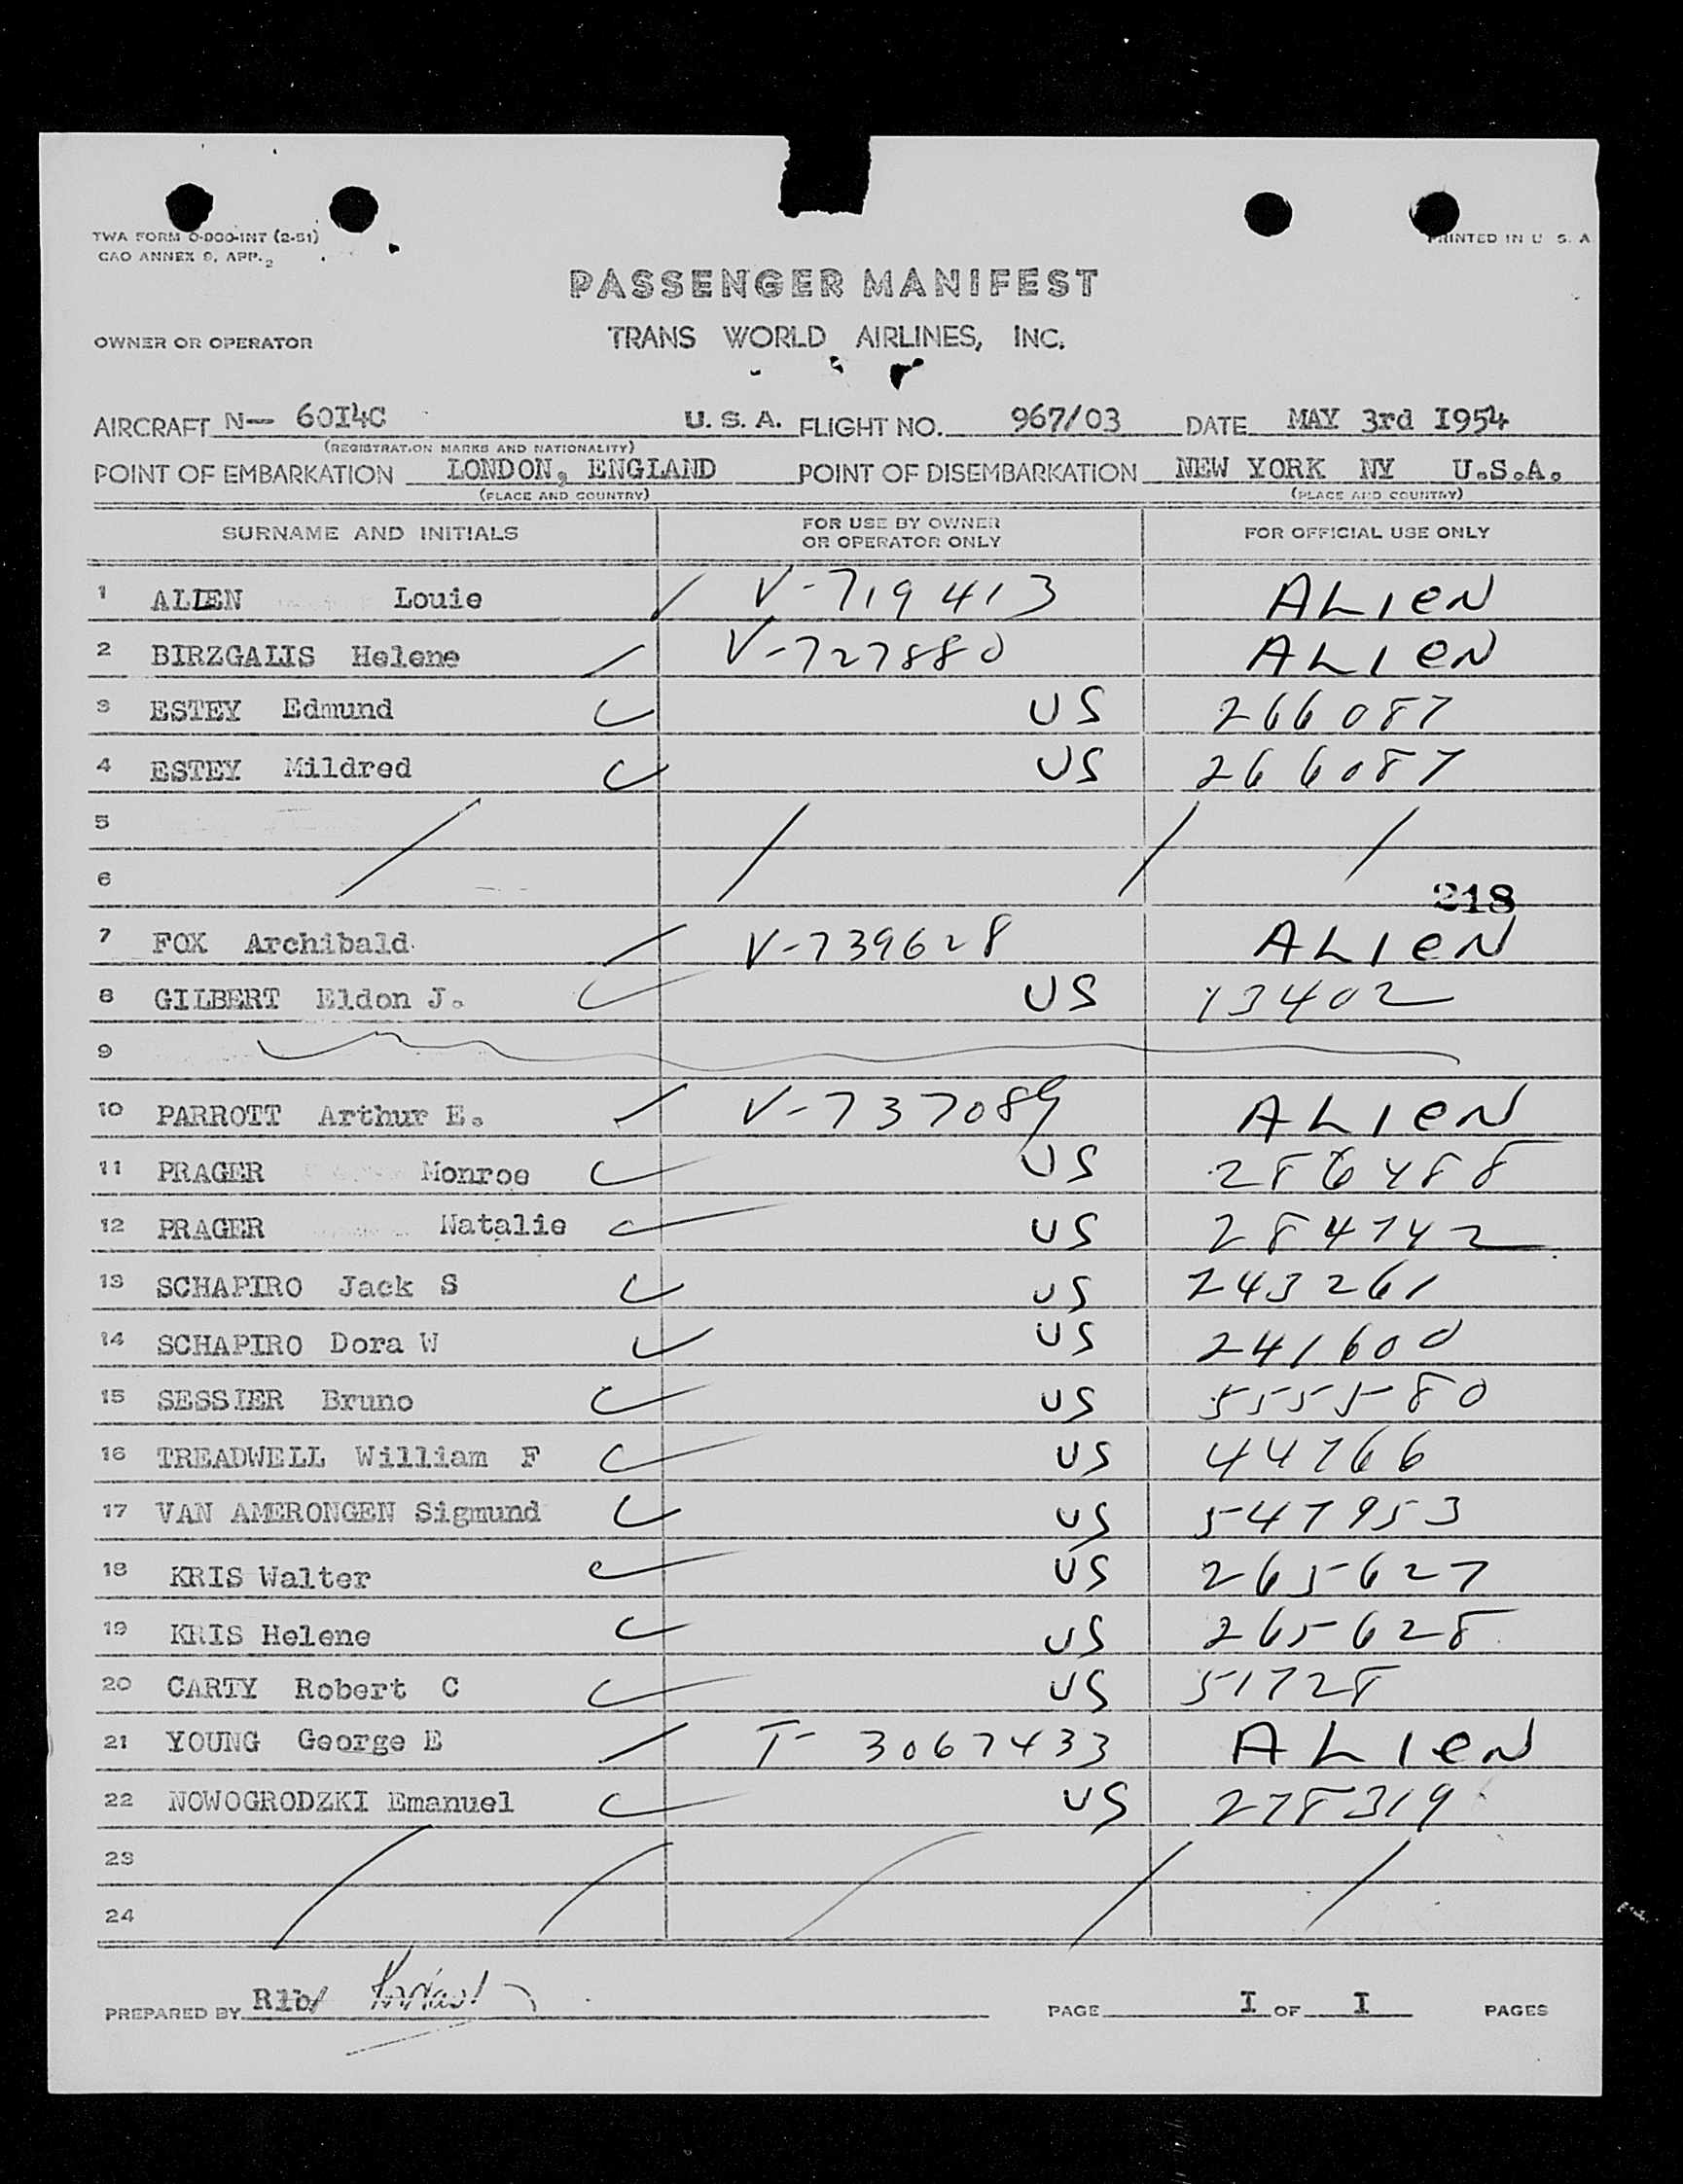 TWA FORM O-DOO-INT (2-51)
PRINTED IN U S. A
CAO ANNEX 9, APP. 2
PASSENGER MANIFEST
OWNER OR OPERATOR TRANS WORLD AIRLINES, INC.
AIRCRAFT N-- 60I4C U. S. A. FLIGHT NO. 967/03 DATE MAY 3rd I954
(REGISTRATION MARKS AND NATIONALITY)
POINT OF EMBARKATION LONDON, ENGLAND POINT OF DISEMBARKATION NEW YORK NY U.S.A.
(PLACE AND COUNTRY) (PLACE AND COUNTRY)
SURNAME AND INITIALS FOR USE BY OWNER OR OPERATOR ONLY FOR OFFICIAL USE ONLY
1 ALLEN Louie V-719413 ALIEN
2 BIRZGALIS Helene V-727880 ALIEN
3 ESTEY Edmund US 266087
4 ESTEY Mildred US 266087
5
6
218
7 FOX Archibald V-739628 ALIEN
8 GILBERT Eldon J. US 13402
9
10 PARROTT Arthur E. V-737089 ALIEN
11 PRAGER Monroe US 286488
12 PRAGER Natalie US 284742
13 SCHAPIRO Jack S US 243261
14 SCHAPIRO Dora W US 241600
15 SESSLER Bruno US 555580
16 TREADWELL William F US 44766
17 VAN AMERONGEN Sigmund US 547953
18 KRIS Walter US 265627
19 KRIS Helene US 265628
20 CARTY Robert C US 51728
21 YOUNG George E T- 3067433 ALIEN
22 NOWOGRODZKI Emanuel US 278319
23
24
PREPARED BY PAGE I OF I PAGES